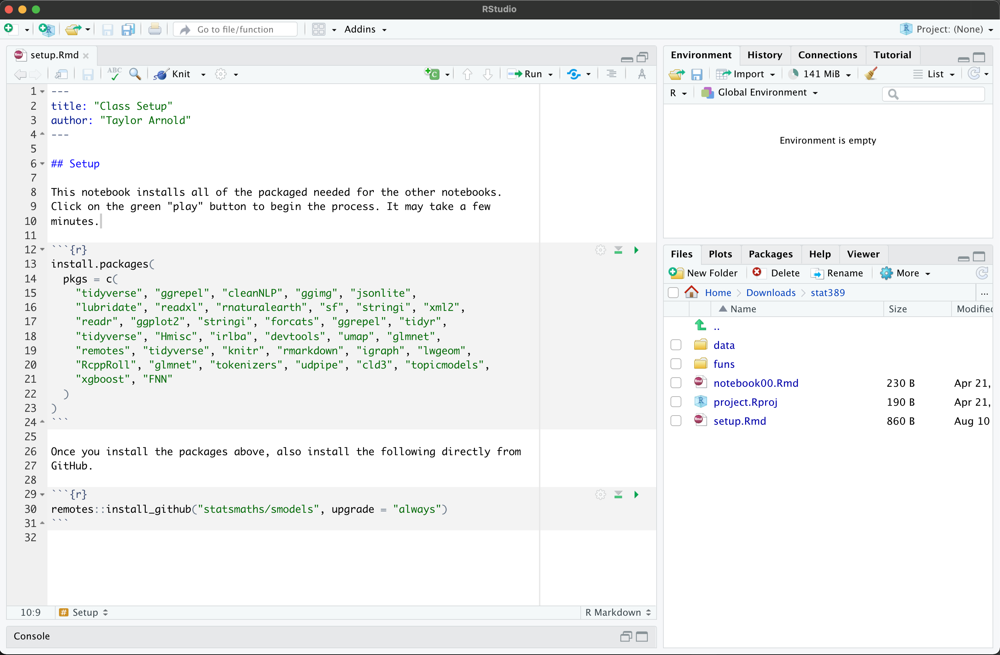 RStudio
Go to file/function
Addins
Project: (None)
setup.Rmd
ABC
Knit
Run
1 ---
2 title: "Class Setup"
3 author: "Taylor Arnold"
4 ---
5
6 ## Setup
7
8 This notebook installs all of the packaged needed for the other notebooks.
9 Click on the green "play" button to begin the process. It may take a few
10 minutes.
11
12 ```{r}
13 install.packages(
14   pkgs = c(
15     "tidyverse", "ggrepel", "cleanNLP", "ggimg", "jsonlite",
16     "lubridate", "readxl", "rnaturalearth", "sf", "stringi", "xml2",
17     "readr", "ggplot2", "stringi", "forcats", "ggrepel", "tidyr",
18     "tidyverse", "Hmisc", "irlba", "devtools", "umap", "glmnet",
19     "remotes", "tidyverse", "knitr", "rmarkdown", "igraph", "lwgeom",
20     "RcppRoll", "glmnet", "tokenizers", "udpipe", "cld3", "topicmodels",
21     "xgboost", "FNN"
22   )
23 )
24 ```
25
26 Once you install the packages above, also install the following directly from
27 GitHub.
28
29 ```{r}
30 remotes::install_github("statsmaths/smodels", upgrade = "always")
31 ```
32
10:9
# Setup
R Markdown
Console
Environment History Connections Tutorial
Import 141 MiB List
R Global Environment
Environment is empty
Files Plots Packages Help Viewer
New Folder Delete Rename More
Home Downloads stat389 ...
Name Size Modified
..
data
funs
notebook00.Rmd 230 B Apr 21,
project.Rproj 190 B Apr 21,
setup.Rmd 860 B Aug 10